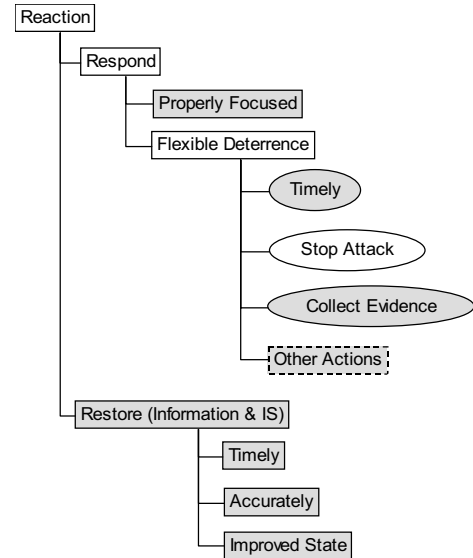 Reaction
Respond
Properly Focused
Flexible Deterrence
Timely
Stop Attack
Collect Evidence
Other Actions
Restore (Information & IS)
Timely
Accurately
Improved State